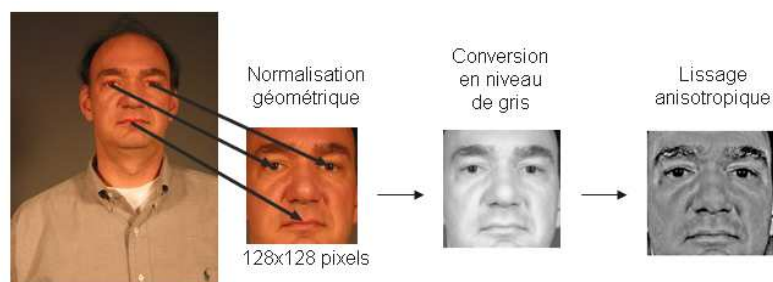 Normalisation
géométrique
128x128 pixels
Conversion
en niveau
de gris
Lissage
anisotropique